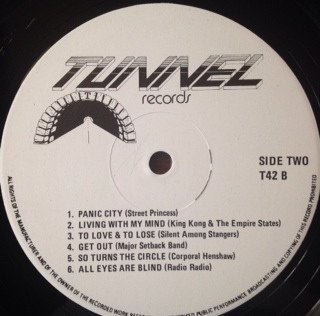 TUNNEL
records
SIDE TWO
T42 B
1. PANIC CITY (Street Princess)
2. LIVING WITH MY MIND (King Kong & The Empire States)
3. TO LOVE & TO LOSE (Silent Among Stangers)
4. GET OUT (Major Setback Band)
5. SO TURNS THE CIRCLE (Corporal Henshaw)
6. ALL EYES ARE BLIND (Radio Radio)
ALL RIGHTS OF THE MANUFACTURER AND OF THE OWNER OF THE RECORDED WORK RESERVED PUBLIC PERFORMANCE BROADCASTING AND COPYING OF THIS RECORD PROHIBITED